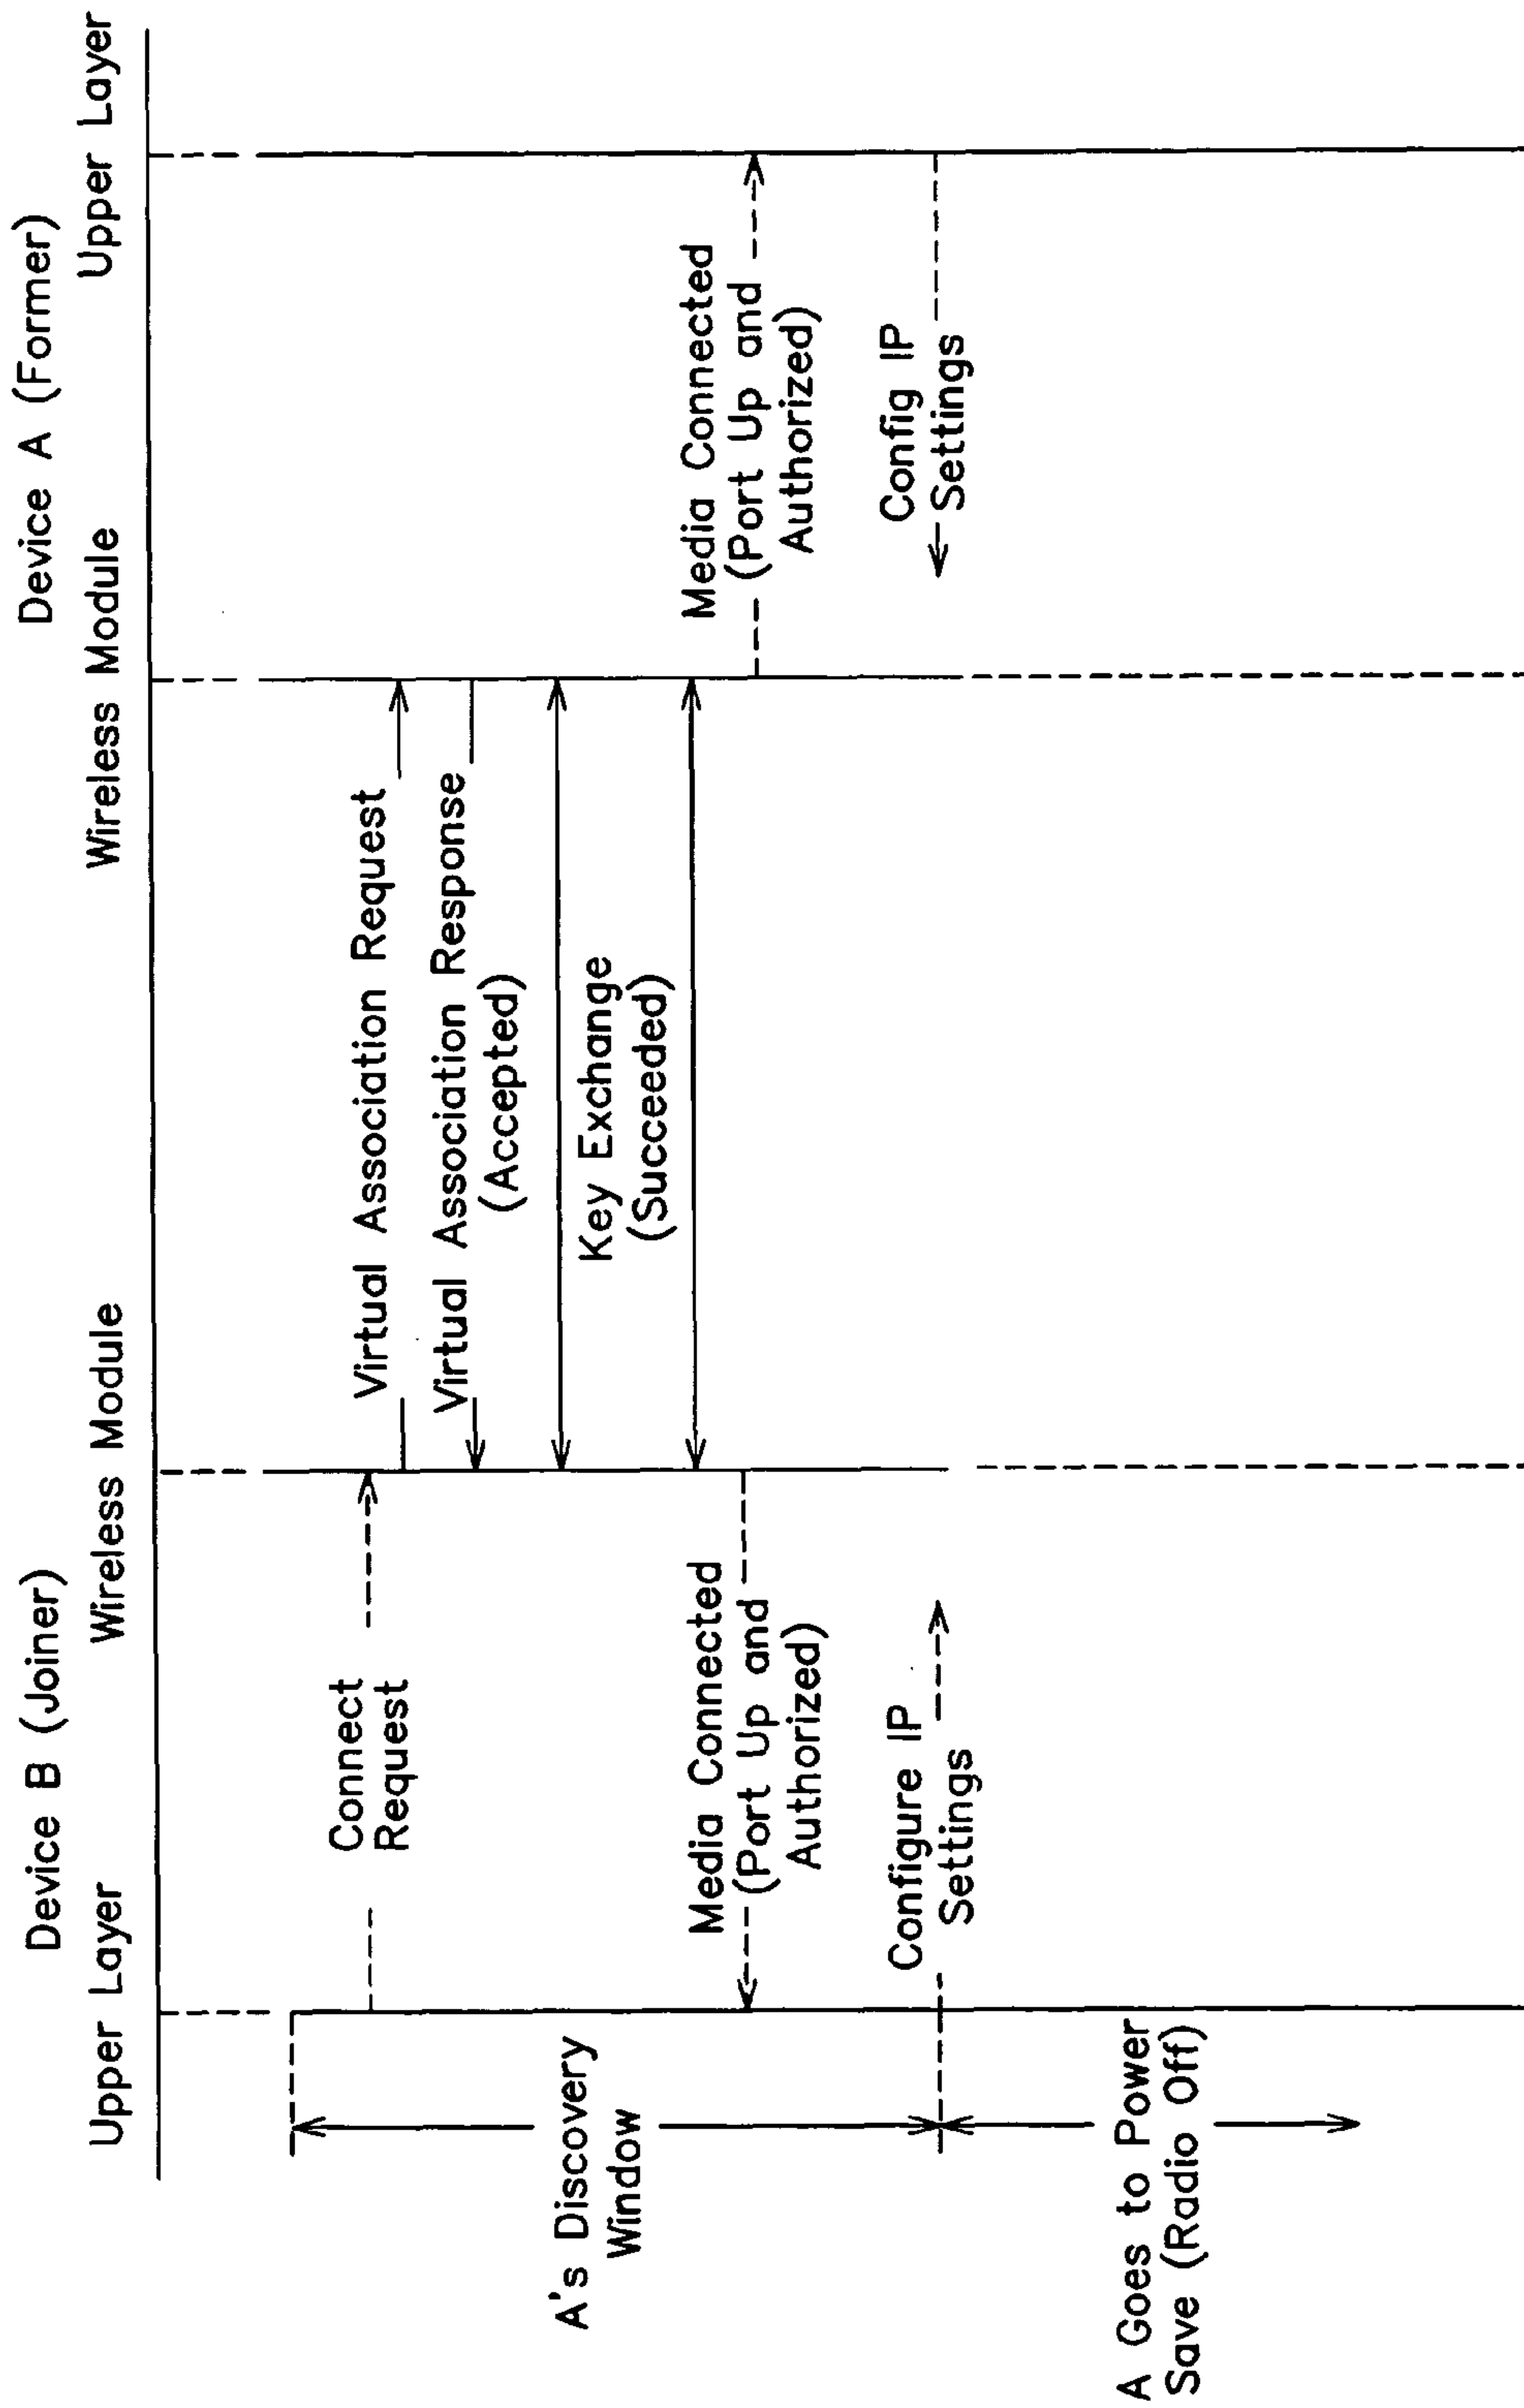 Device B (Joiner)
Device A (Former)
Upper Layer
Wireless Module
Wireless Module
Upper Layer
Connect
Request
Virtual Association Request
Virtual Association Response
(Accepted)
A's Discovery
Window
Key Exchange
(Succeeded)
Media Connected
(Port Up and
Authorized)
Media Connected
(Port Up and
Authorized)
Configure IP
Settings
Config IP
Settings
A Goes to Power
Save (Radio Off)